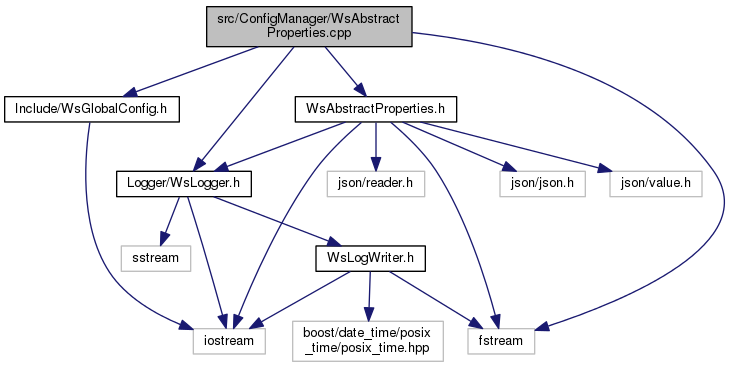 src/ConfigManager/WsAbstract
Properties.cpp
Include/WsGlobalConfig.h
WsAbstractProperties.h
Logger/WsLogger.h
json/reader.h
json/json.h
json/value.h
sstream
WsLogWriter.h
iostream
boost/date_time/posix
_time/posix_time.hpp
fstream